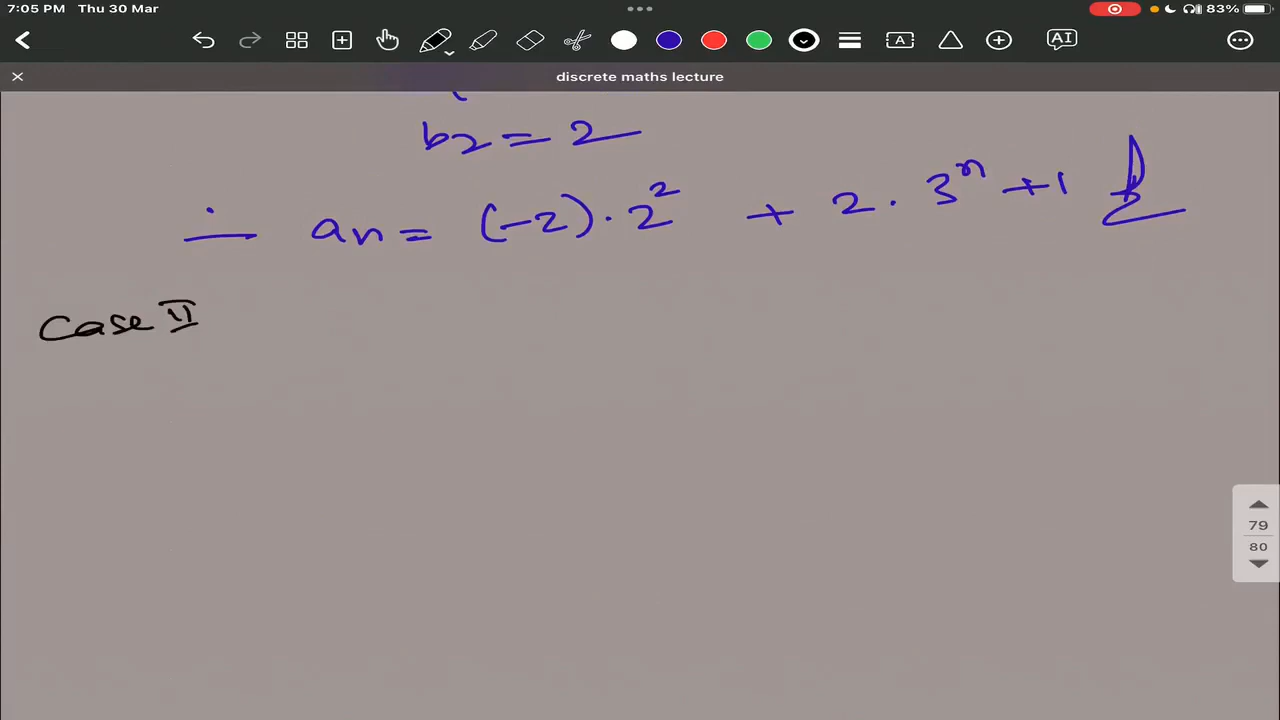 7:05 PM Thu 30 Mar
83%
A
AI
discrete maths lecture
b2 = 2
∴ an = (-2) · 2² + 2 · 3ⁿ + 1
Case II
79
80